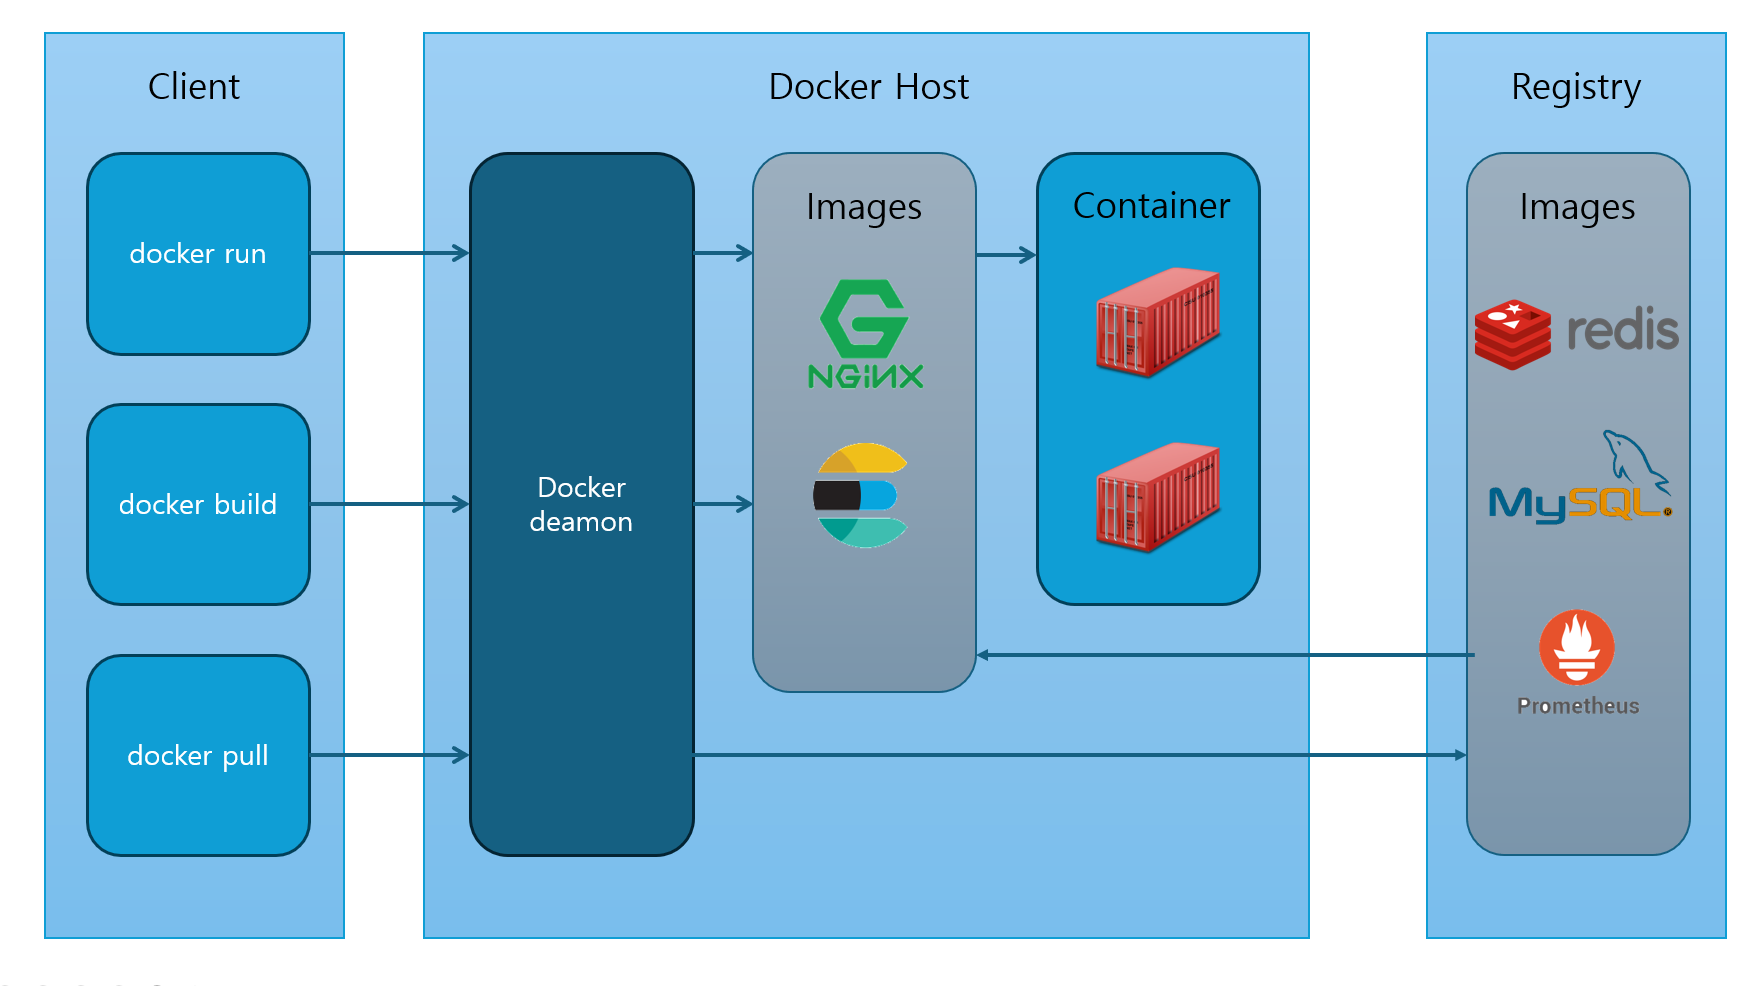 Client
docker run
docker build
docker pull
Docker Host
Docker
deamon
Images
NGiNX
Container
Registry
Images
redis
MySQL
Prometheus